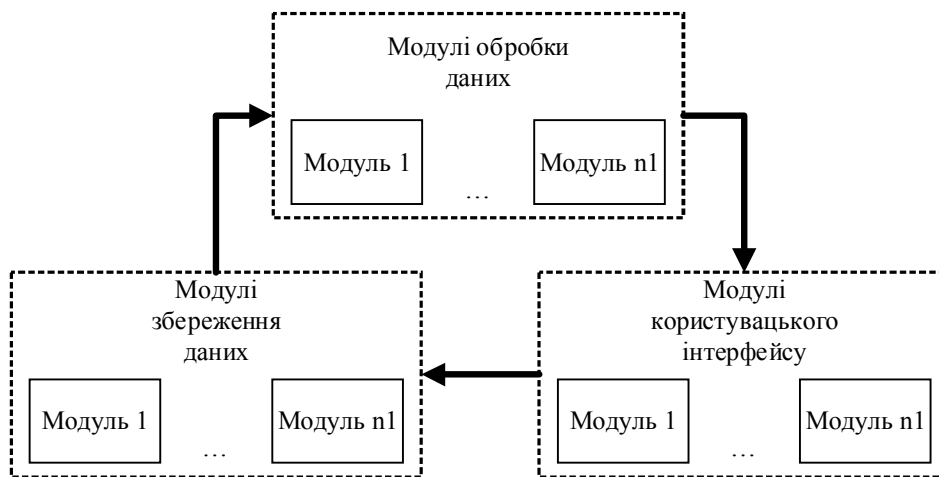 Модулі обробки
даних
Модуль 1
…
Модуль n1
Модулі
збереження
даних
Модуль 1
…
Модуль n1
Модулі
користувацького
інтерфейсу
Модуль 1
…
Модуль n1